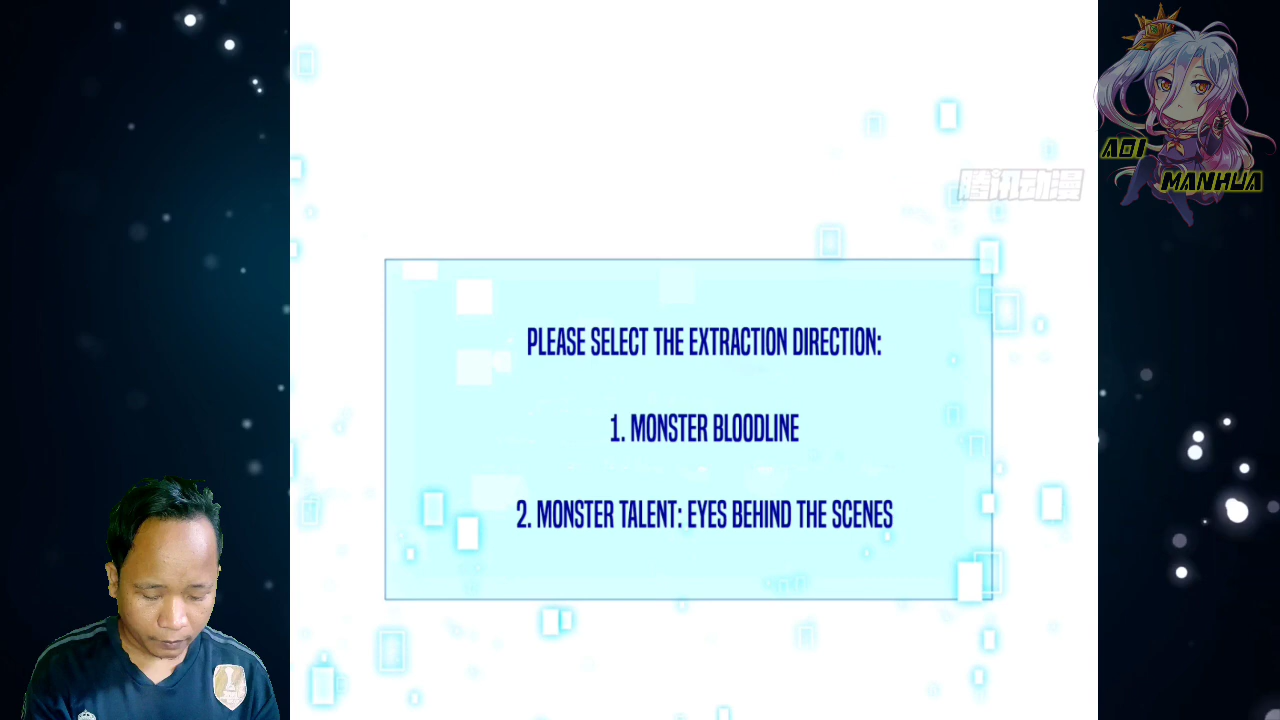 AOI
MANHUA
腾讯动漫
PLEASE SELECT THE EXTRACTION DIRECTION:
1. MONSTER BLOODLINE
2. MONSTER TALENT: EYES BEHIND THE SCENES